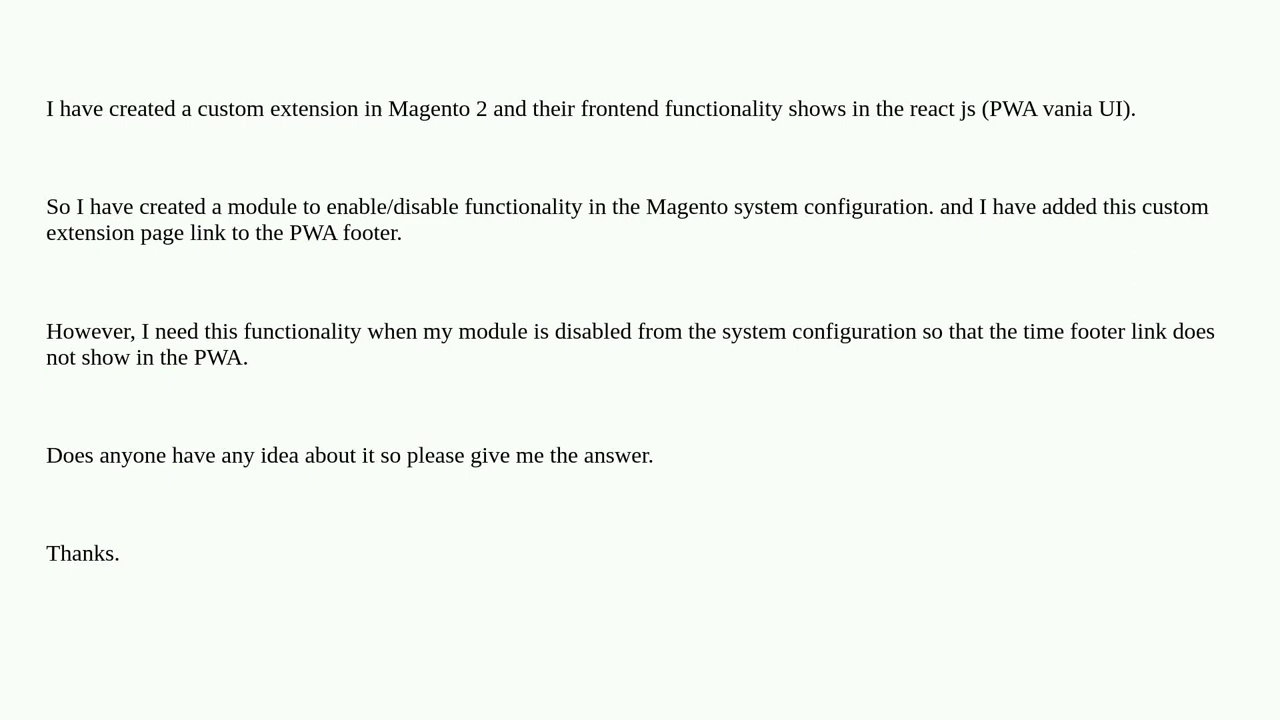 I have created a custom extension in Magento 2 and their frontend functionality shows in the react js (PWA vania UI).
So I have created a module to enable/disable functionality in the Magento system configuration. and I have added this custom
extension page link to the PWA footer.
However, I need this functionality when my module is disabled from the system configuration so that the time footer link does
not show in the PWA.
Does anyone have any idea about it so please give me the answer.
Thanks.